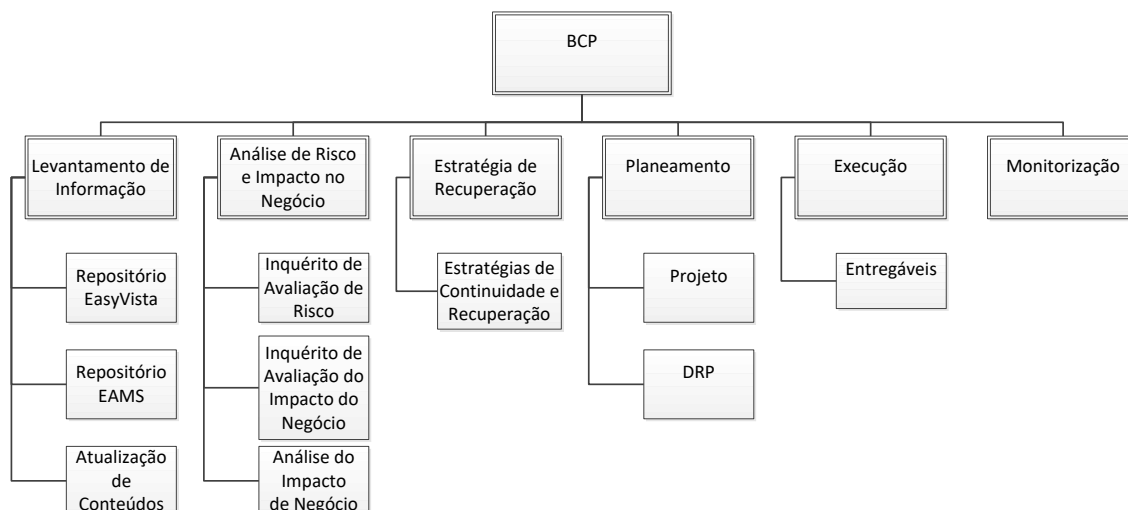 BCP
Levantamento de
Informação
Análise de Risco
e Impacto no
Negócio
Estratégia de
Recuperação
Planeamento
Execução
Monitorização
Repositório
EasyVista
Inquérito de
Avaliação de
Risco
Estratégias de
Continuidade e
Recuperação
Projeto
Entregáveis
Repositório
EAMS
Inquérito de
Avaliação do
Impacto do
Negócio
DRP
Atualização
de
Conteúdos
Análise do
Impacto
de Negócio